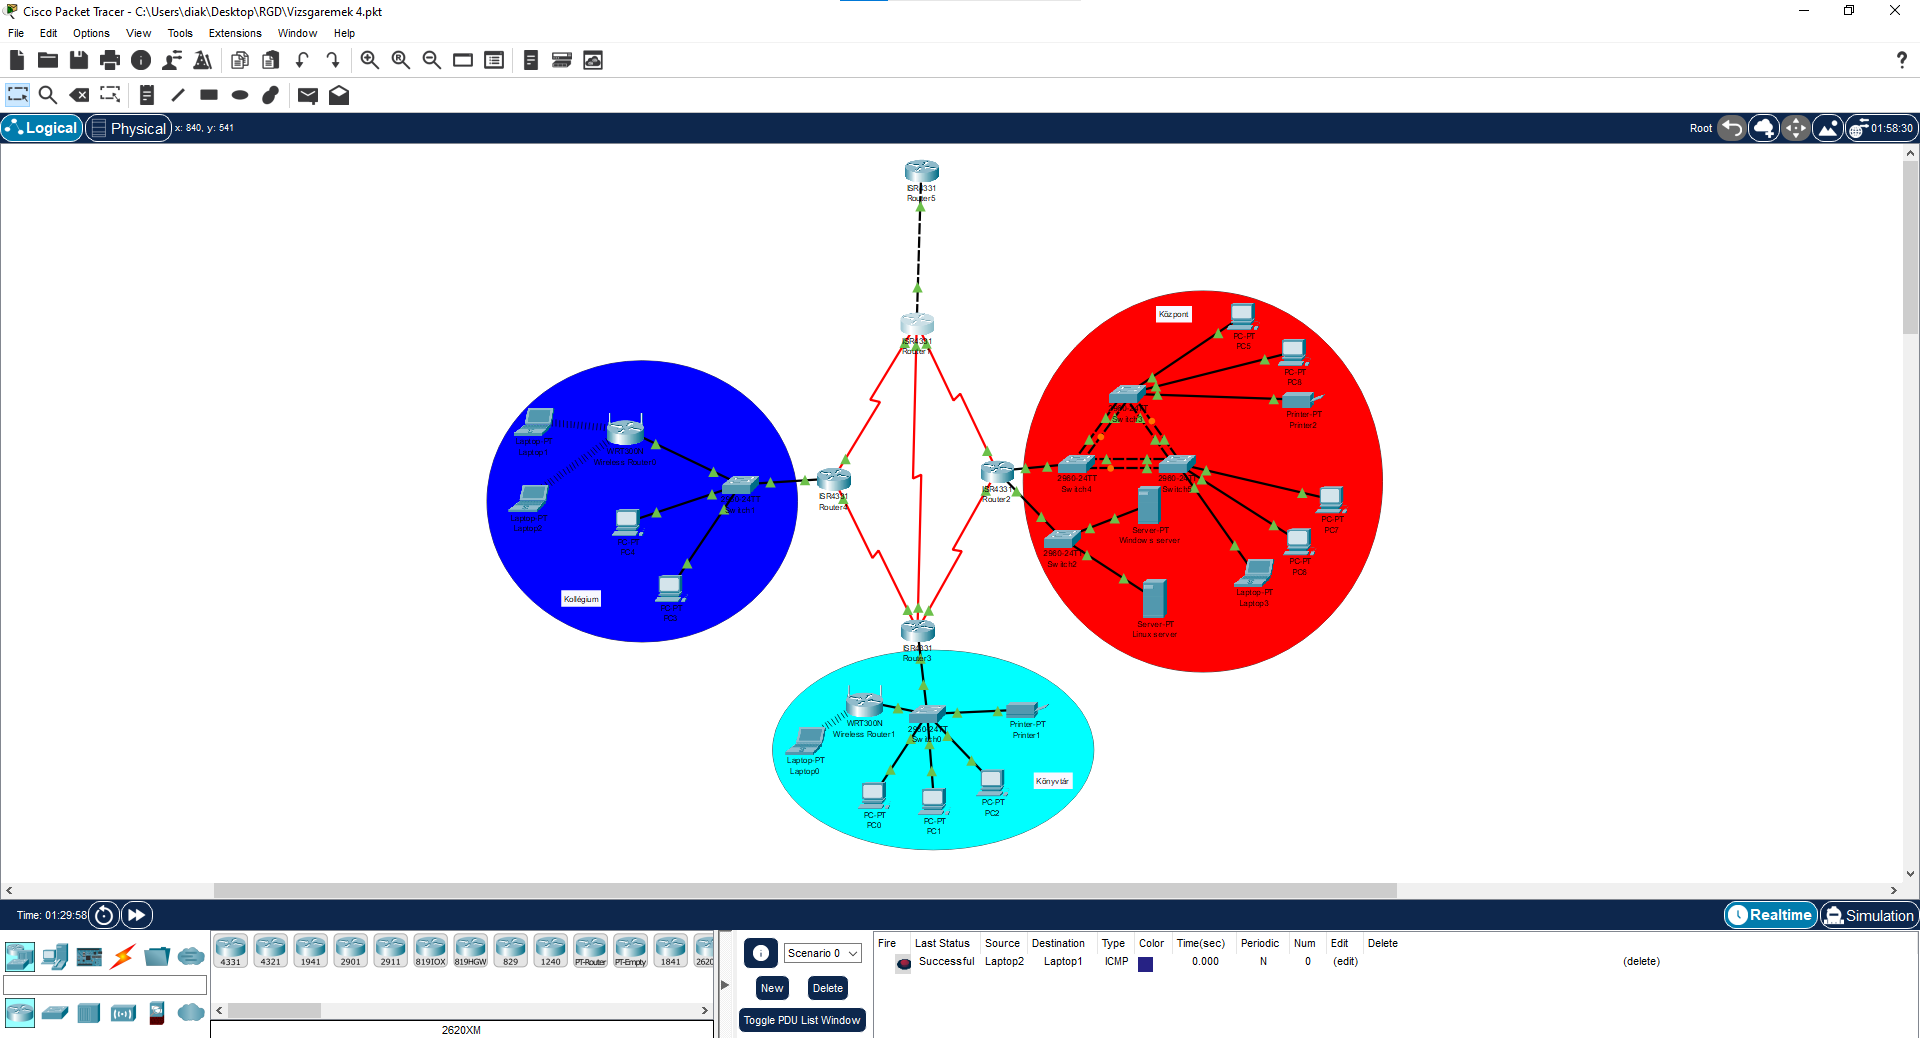 Cisco Packet Tracer - C:\Users\diak\Desktop\RGD\Vizsgaremek 4.pkt
File Edit Options View Tools Extensions Window Help
Logical Physical x: 840, y: 541 Root 01:58:30
ISR4331
Router5
ISR4331
Router1
Központ
PC-PT
PC5
PC-PT
PC6
Printer-PT
Printer2
2960-24TT
Switch3
Laptop-PT
Laptop1
WRT300N
Wireless Router0
2960-24TT
Switch1
ISR4331
Router4
ISR4331
Router2
2960-24TT
Switch4
2960-24TT
Laptop-PT
Laptop2
PC-PT
PC-PT
PC7
Server-PT
Windows server
2960-24TT
Switch2
PC-PT
Laptop-PT
Laptop3
Kollégium
PC-PT
Server-PT
Linux server
ISR4331
Router3
WRT300N
Wireless Router1
2960-24TT
Switch0
Printer-PT
Printer1
Laptop-PT
Laptop0
Könyvtár
PC-PT
PC0
PC-PT
PC1
PC-PT
PC2
Time: 01:29:58 Realtime Simulation
4331 4321 1941 2901 2911 819IOX 819HGW 829 1240 PT-Router PT-Empty 1841 2620
2620XM
Scenario 0
New Delete
Toggle PDU List Window
Fire Last Status Source Destination Type Color Time(sec) Periodic Num Edit Delete
Successful Laptop2 Laptop1 ICMP 0.000 N 0 (edit) (delete)